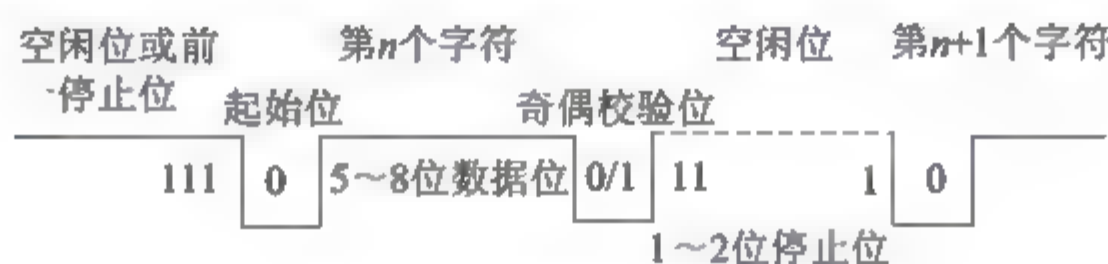 空闲位或前 第n个字符 空闲位 第n+1个字符
停止位 起始位 奇偶校验位
111 0 5～8位数据位 0/1 11 1 0
1～2位停止位